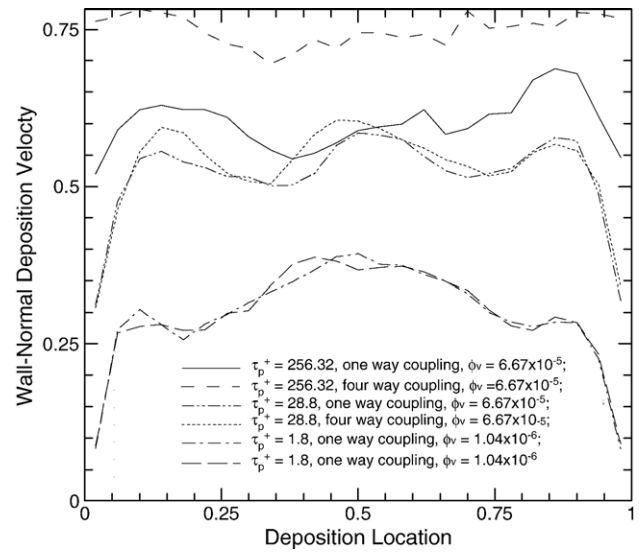 0.75
0.5
0.25
0
0
0.25
0.5
0.75
1
Wall-Normal Deposition Velocty
τp+ = 256.32, one way coupling, ϕv = 6.67x10-5;
τp+ = 256.32, four way coupling, ϕv =6.67x10-5;
τp+ = 28.8, one way coupling, ϕv = 6.67x10-5;
τp+ = 28.8, four way coupling, ϕv = 6.67x10-5;
τp+ = 1.8, one way coupling, ϕv = 1.04x10-6;
τp+ = 1.8, one way coupling, ϕv = 1.04x10-6
Deposition Location